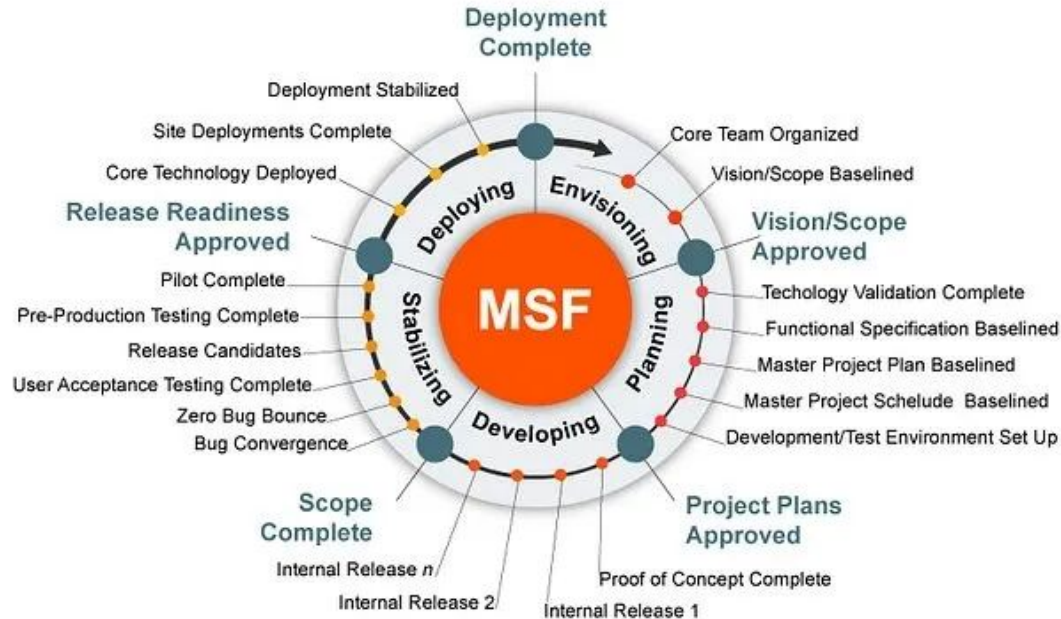 Deployment
Complete
Deployment Stabilized
Site Deployments Complete
Core Technology Deployed
Release Readiness
Approved
Pilot Complete
Pre-Production Testing Complete
Release Candidates
User Acceptance Testing Complete
Zero Bug Bounce
Bug Convergence
Scope
Complete
Internal Release n
Internal Release 2
Internal Release 1
Proof of Concept Complete
Project Plans
Approved
Development/Test Environment Set Up
Master Project Schelude Baselined
Master Project Plan Baselined
Functional Specification Baselined
Techology Validation Complete
Vision/Scope
Approved
Vision/Scope Baselined
Core Team Organized
Envisioning
Planning
Developing
Stabilizing
Deploying
MSF